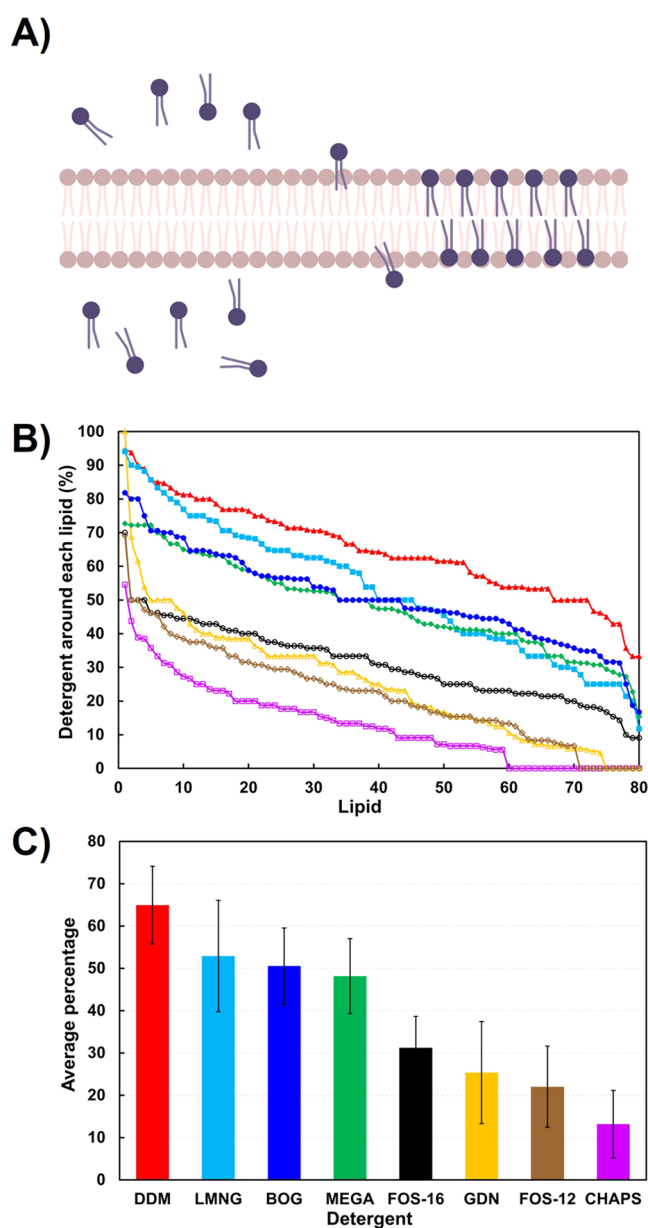 A)
B)
Detergent around each lipid (%)
100
90
80
70
60
50
40
30
20
10
0
0 10 20 30 40 50 60 70 80
Lipid
C)
Average percentage
80
70
60
50
40
30
20
10
0
DDM LMNG BOG MEGA FOS-16 GDN FOS-12 CHAPS
Detergent